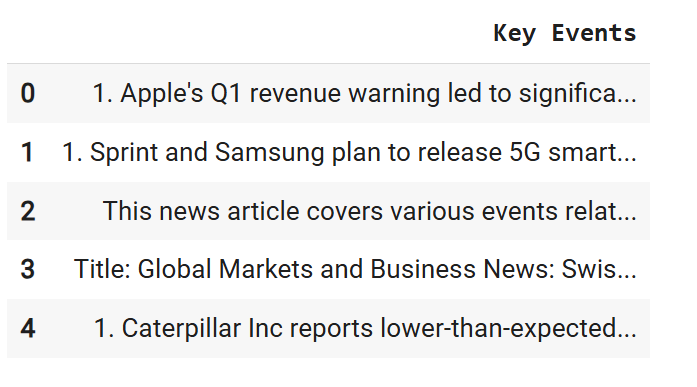 Key Events
0 1. Apple's Q1 revenue warning led to significa...
1 1. Sprint and Samsung plan to release 5G smart...
2 This news article covers various events relat...
3 Title: Global Markets and Business News: Swis...
4 1. Caterpillar Inc reports lower-than-expected...